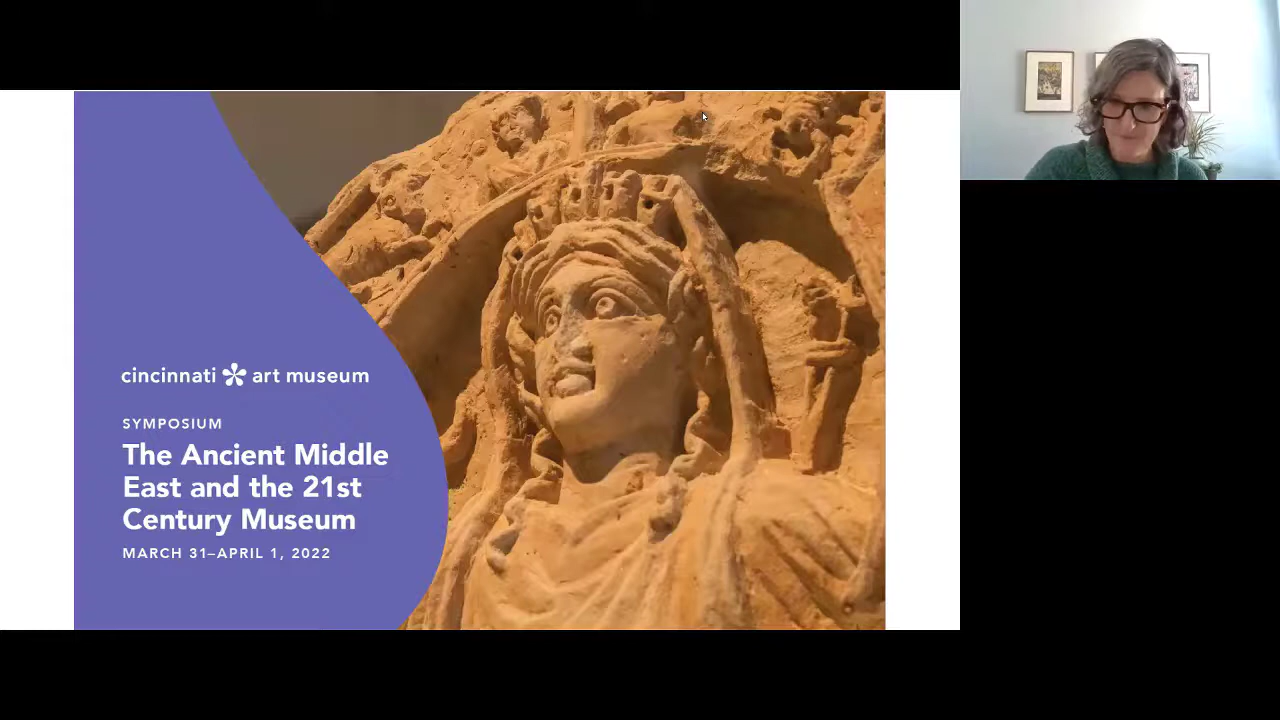 cincinnati art museum
SYMPOSIUM
The Ancient Middle
East and the 21st
Century Museum
MARCH 31–APRIL 1, 2022